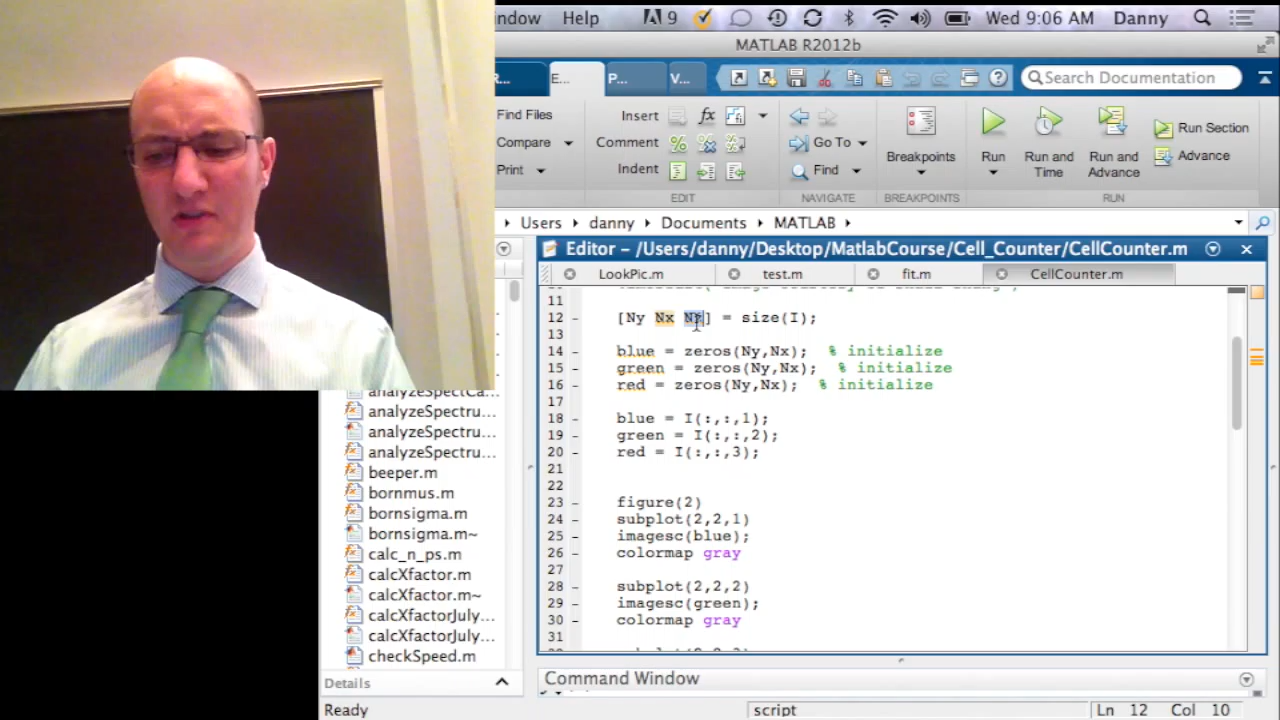 indow Help 9 Wed 9:06 AM Danny
MATLAB R2012b
R... E... P... V... Search Documentation
Find Files Insert fx
Compare Comment Go To Breakpoints Run Run and Time Run and Advance Run Section
Print Indent Find Advance
EDIT NAVIGATE BREAKPOINTS RUN
Users danny Documents MATLAB
Editor – /Users/danny/Desktop/MatlabCourse/Cell_Counter/CellCounter.m
LookPic.m test.m fit.m CellCounter.m
11
12 – [Ny Nx ] = size(I);
13
14 – blue = zeros(Ny,Nx); % initialize
15 – green = zeros(Ny,Nx); % initialize
16 – red = zeros(Ny,Nx); % initialize
17
18 – blue = I(:,:,1);
19 – green = I(:,:,2);
20 – red = I(:,:,3);
21
22
23 – figure(2)
24 – subplot(2,2,1)
25 – imagesc(blue);
26 – colormap gray
27
28 – subplot(2,2,2)
29 – imagesc(green);
30 – colormap gray
31
analyzeSpectCa...
analyzeSpectru...
analyzeSpectru...
analyzeSpectru...
beeper.m
bornmus.m
bornsigma.m
bornsigma.m~
calc_n_ps.m
calcXfactor.m
calcXfactor.m~
calcXfactorJuly...
calcXfactorJuly...
checkSpeed.m
Details
Command Window
Ready script Ln 12 Col 10